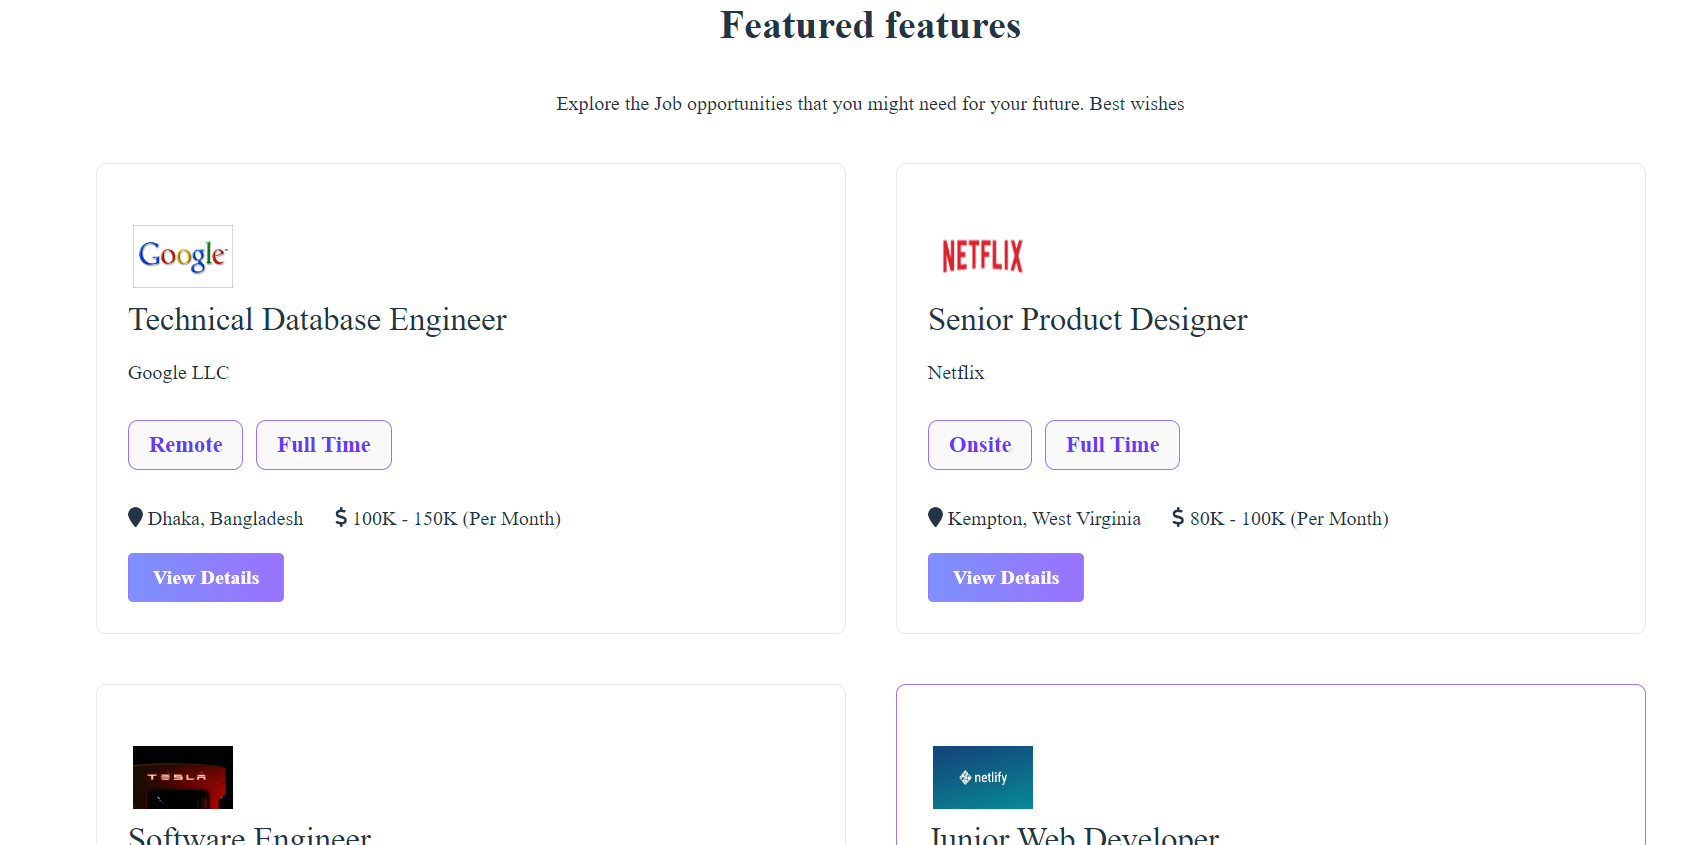 Featured features
Explore the Job opportunities that you might need for your future. Best wishes
Google
Technical Database Engineer
Google LLC
Remote
Full Time
Dhaka, Bangladesh
$ 100K - 150K (Per Month)
View Details
NETFLIX
Senior Product Designer
Netflix
Onsite
Full Time
Kempton, West Virginia
$ 80K - 100K (Per Month)
View Details
TESLA
Software Engineer
netlify
Junior Web Developer